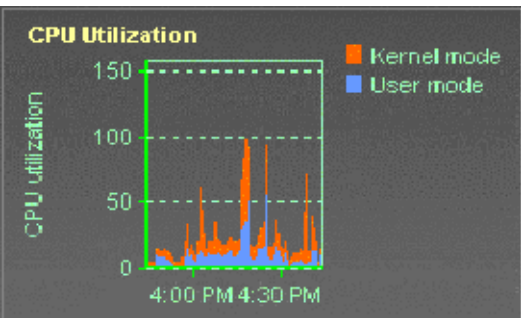 CPU Utilization
Kernel mode
User mode
CPU utilization
150
100
50
0
4:00 PM 4:30 PM